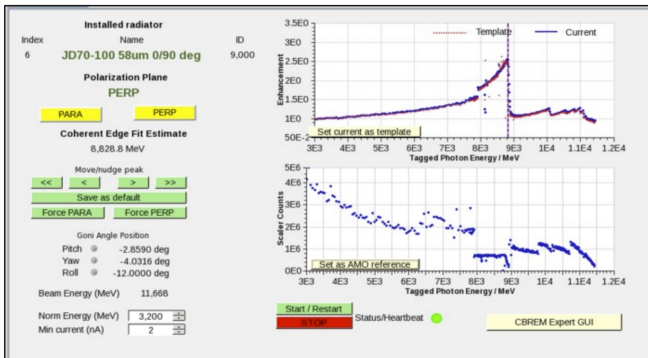 Installed radiator
Index Name ID
6 JD70-100 58um 0/90 deg 9,000
Polarization Plane
PERP
PARA PERP
Coherent Edge Fit Estimate
8,828.8 MeV
Move/nudge peak
<< < > >>
Save as default
Force PARA Force PERP
Goni Angle Position
Pitch -2.8590 deg
Yaw -4.0316 deg
Roll -12.0000 deg
Beam Energy (MeV) 11,668
Norm Energy (MeV) 3,200
Min current (nA) 2
Template Current
Enhancement
3.5E0
3E0
2.5E0
2E0
1.5E0
1E0
50E-2
Set current as template
3E3 4E3 5E3 6E3 7E3 8E3 9E3 1E4 1.1E4 1.2E4
Tagged Photon Energy / MeV
Scaler Counts
5E6
4E6
3E6
2E6
1E6
0E0
Set as AMO reference
3E3 4E3 5E3 6E3 7E3 8E3 9E3 1E4 1.1E4 1.2E4
Tagged Photon Energy / MeV
Start / Restart
STOP
Status/Heartbeat
CBREM Expert GUI